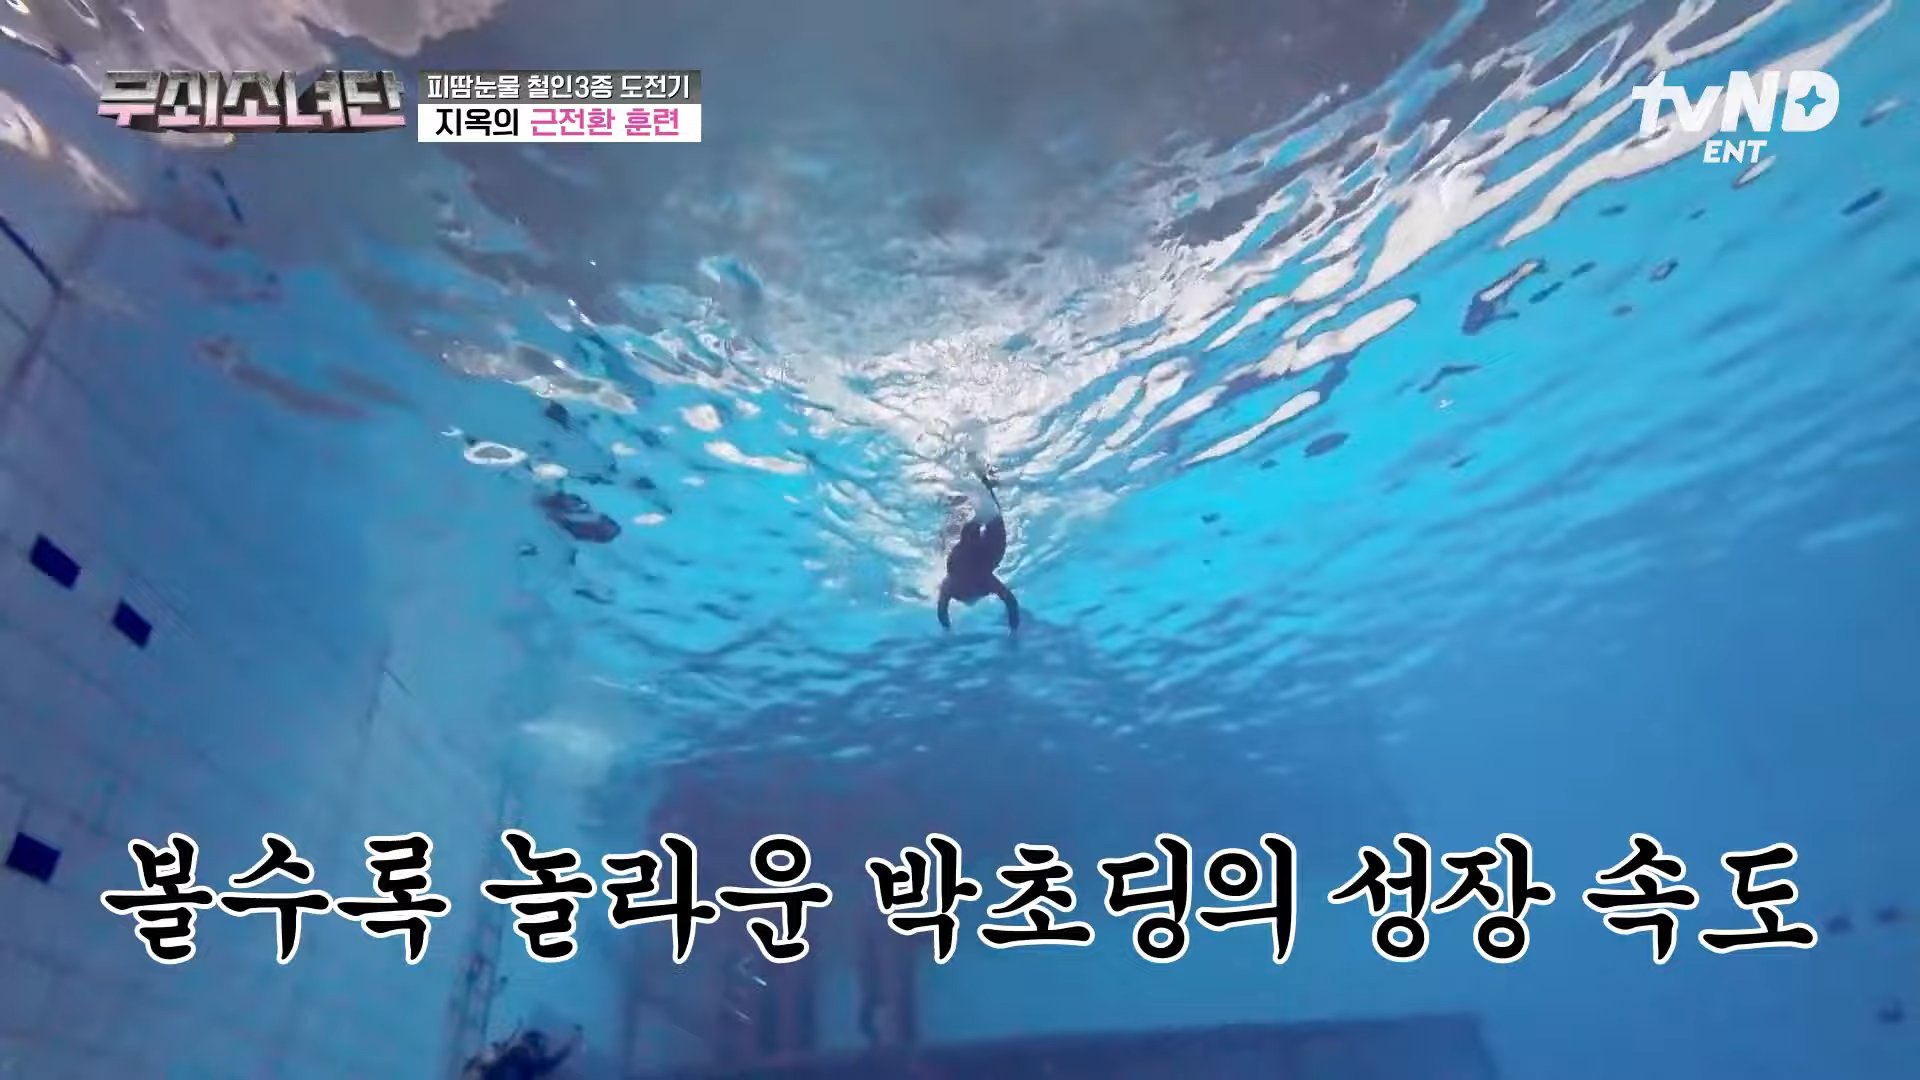 무쇠소녀단
피땀눈물 철인3종 도전기
지옥의 근전환 훈련
tvND
ENT
볼수록 놀라운 박초딩의 성장 속도